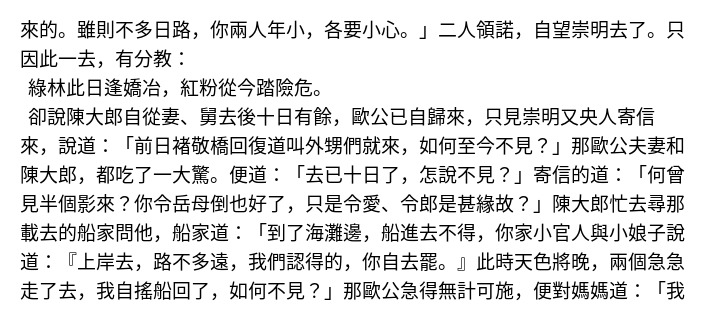 來的。雖則不多日路，你兩人年小，各要小心。」二人領諾，自望崇明去了。只
因此一去，有分教：
綠林此日逢嬌冶，紅粉從今踏險危。
卻說陳大郎自從妻、舅去後十日有餘，歐公已自歸來，只見崇明又央人寄信
來，說道：「前日褚敬橋回復道叫外甥們就來，如何至今不見？」那歐公夫妻和
陳大郎，都吃了一大驚。便道：「去已十日了，怎說不見？」寄信的道：「何曾
見半個影來？你令岳母倒也好了，只是令愛、令郎是甚緣故？」陳大郎忙去尋那
載去的船家問他，船家道：「到了海灘邊，船進去不得，你家小官人與小娘子說
道：『上岸去，路不多遠，我們認得的，你自去罷。』此時天色將晚，兩個急急
走了去，我自搖船回了，如何不見？」那歐公急得無計可施，便對媽媽道：「我